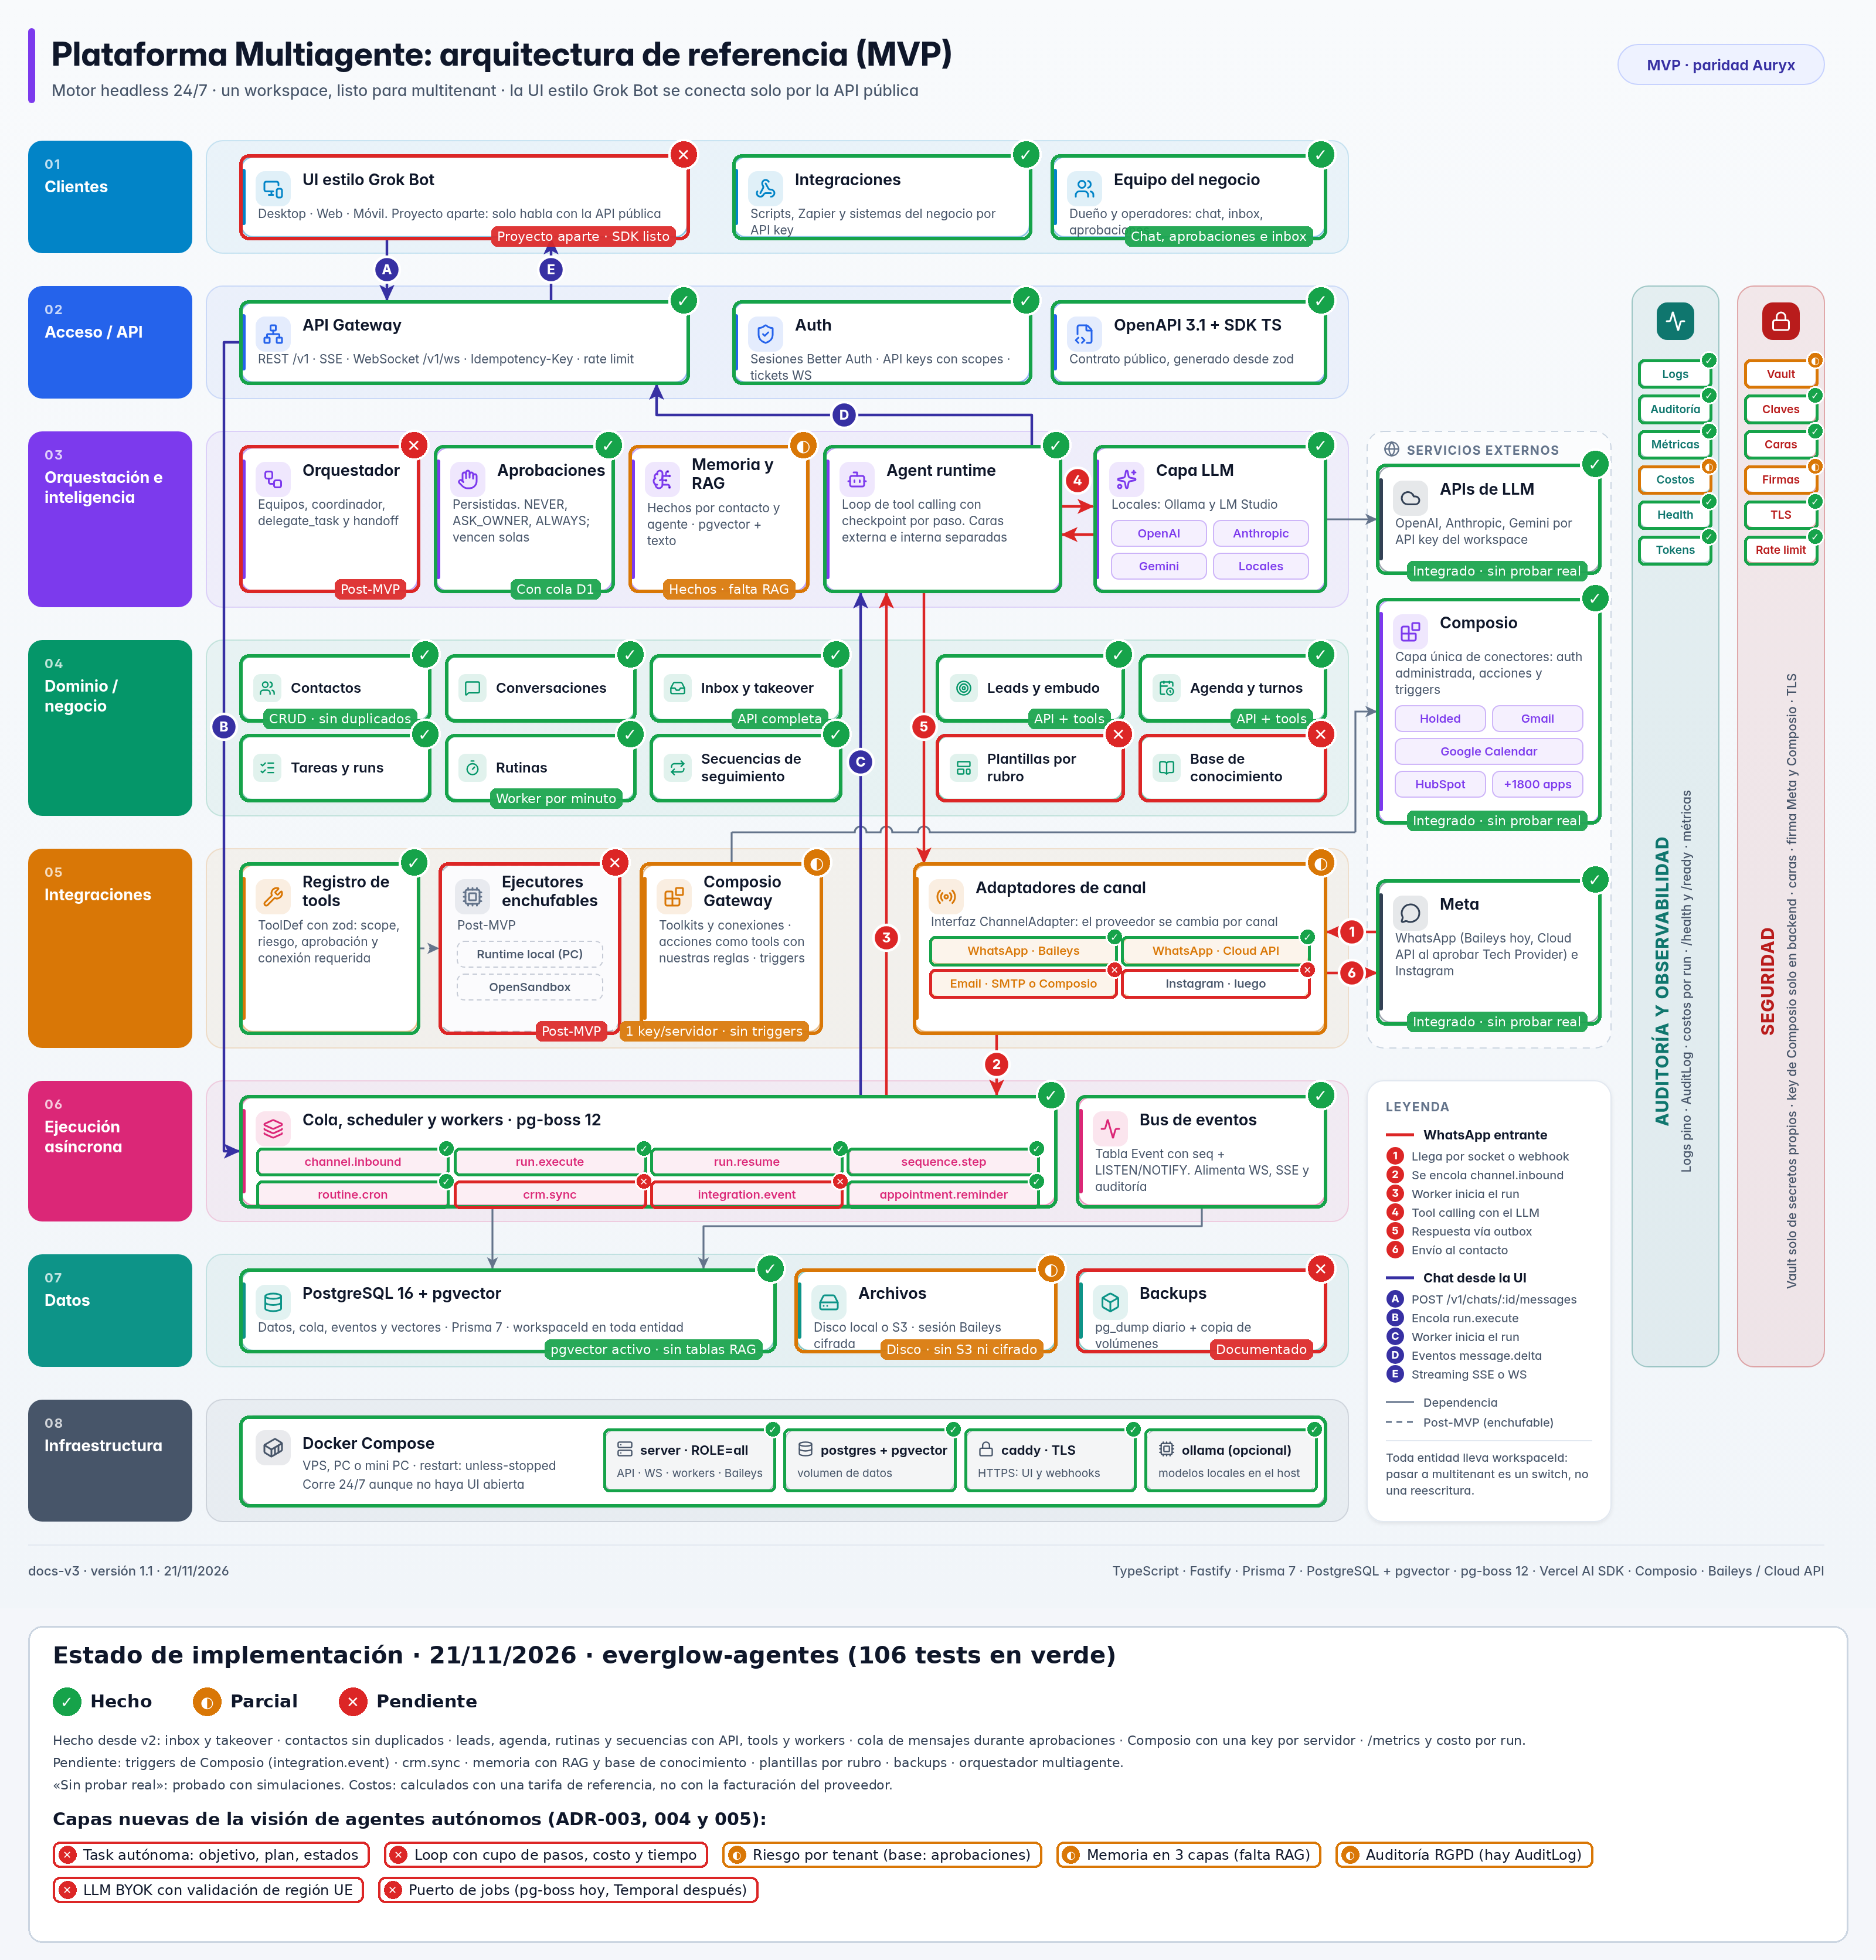 Plataforma Multiagente: arquitectura de referencia (MVP)
Motor headless 24/7 · un workspace, listo para multitenant · la UI estilo Grok Bot se conecta solo por la API pública
MVP · paridad Auryx
01
Clientes
UI estilo Grok Bot
Desktop · Web · Móvil. Proyecto aparte: solo habla con la API pública
Proyecto aparte · SDK listo
Integraciones
Scripts, Zapier y sistemas del negocio por
API key
Equipo del negocio
Dueño y operadores: chat, inbox,
Chat, aprobaciones e inbox
A
E
02
Acceso / API
API Gateway
REST /v1 · SSE · WebSocket /v1/ws · Idempotency-Key · rate limit
Auth
Sesiones Better Auth · API keys con scopes ·
tickets WS
OpenAPI 3.1 + SDK TS
Contrato público, generado desde zod
D
03
Orquestación e
inteligencia
Orquestador
Equipos, coordinador,
delegate_task y handoff
Post-MVP
Aprobaciones
Persistidas. NEVER,
ASK_OWNER, ALWAYS;
vencen solas
Con cola D1
Memoria y
RAG
Hechos por contacto y
agente · pgvector +
texto
Hechos · falta RAG
Agent runtime
Loop de tool calling con
checkpoint por paso. Caras
externa e interna separadas
4
Capa LLM
Locales: Ollama y LM Studio
OpenAI
Anthropic
Gemini
Locales
SERVICIOS EXTERNOS
APIs de LLM
OpenAI, Anthropic, Gemini por
API key del workspace
Integrado · sin probar real
Composio
Capa única de conectores: auth
administrada, acciones y
triggers
Holded
Gmail
Google Calendar
HubSpot
+1800 apps
Integrado · sin probar real
Meta
WhatsApp (Baileys hoy, Cloud
API al aprobar Tech Provider) e
Instagram
Integrado · sin probar real
Logs
Auditoría
Métricas
Costos
Health
Tokens
AUDITORÍA Y OBSERVABILIDAD
Logs pino · AuditLog · costos por run · /health y /ready · métricas
Vault
Claves
Caras
Firmas
TLS
Rate limit
SEGURIDAD
Vault solo de secretos propios · key de Composio solo en backend · caras · firma Meta y Composio · TLS
04
Dominio /
negocio
Contactos
CRUD · sin duplicados
Conversaciones
Inbox y takeover
API completa
Leads y embudo
API + tools
Agenda y turnos
API + tools
B
5
C
Tareas y runs
Rutinas
Worker por minuto
Secuencias de
seguimiento
Plantillas por
rubro
Base de
conocimiento
05
Integraciones
Registro de
tools
ToolDef con zod: scope,
riesgo, aprobación y
conexión requerida
Ejecutores
enchufables
Post-MVP
Runtime local (PC)
OpenSandbox
Post-MVP
Composio
Gateway
Toolkits y conexiones ·
acciones como tools con
nuestras reglas · triggers
1 key/servidor · sin triggers
3
Adaptadores de canal
Interfaz ChannelAdapter: el proveedor se cambia por canal
WhatsApp · Baileys
WhatsApp · Cloud API
Email · SMTP o Composio
Instagram · luego
1
6
2
06
Ejecución
asíncrona
Cola, scheduler y workers · pg-boss 12
channel.inbound
run.execute
run.resume
sequence.step
routine.cron
crm.sync
integration.event
appointment.reminder
Bus de eventos
Tabla Event con seq +
LISTEN/NOTIFY. Alimenta WS, SSE y
auditoría
07
Datos
PostgreSQL 16 + pgvector
Datos, cola, eventos y vectores · Prisma 7 · workspaceId en toda entidad
pgvector activo · sin tablas RAG
Archivos
Disco local o S3 · sesión Baileys
cifrada
Disco · sin S3 ni cifrado
Backups
pg_dump diario + copia de
volúmenes
Documentado
08
Infraestructura
Docker Compose
VPS, PC o mini PC · restart: unless-stopped
Corre 24/7 aunque no haya UI abierta
server · ROLE=all
API · WS · workers · Baileys
postgres + pgvector
volumen de datos
caddy · TLS
HTTPS: UI y webhooks
ollama (opcional)
modelos locales en el host
LEYENDA
WhatsApp entrante
1 Llega por socket o webhook
2 Se encola channel.inbound
3 Worker inicia el run
4 Tool calling con el LLM
5 Respuesta vía outbox
6 Envío al contacto
Chat desde la UI
A POST /v1/chats/:id/messages
B Encola run.execute
C Worker inicia el run
D Eventos message.delta
E Streaming SSE o WS
Dependencia
Post-MVP (enchufable)
Toda entidad lleva workspaceId:
pasar a multitenant es un switch, no
una reescritura.
docs-v3 · versión 1.1 · 21/11/2026
TypeScript · Fastify · Prisma 7 · PostgreSQL + pgvector · pg-boss 12 · Vercel AI SDK · Composio · Baileys / Cloud API
Estado de implementación · 21/11/2026 · everglow-agentes (106 tests en verde)
Hecho
Parcial
Pendiente
Hecho desde v2: inbox y takeover · contactos sin duplicados · leads, agenda, rutinas y secuencias con API, tools y workers · cola de mensajes durante aprobaciones · Composio con una key por servidor · /metrics y costo por run.
Pendiente: triggers de Composio (integration.event) · crm.sync · memoria con RAG y base de conocimiento · plantillas por rubro · backups · orquestador multiagente.
«Sin probar real»: probado con simulaciones. Costos: calculados con una tarifa de referencia, no con la facturación del proveedor.
Capas nuevas de la visión de agentes autónomos (ADR-003, 004 y 005):
Task autónoma: objetivo, plan, estados
Loop con cupo de pasos, costo y tiempo
Riesgo por tenant (base: aprobaciones)
Memoria en 3 capas (falta RAG)
Auditoría RGPD (hay AuditLog)
LLM BYOK con validación de región UE
Puerto de jobs (pg-boss hoy, Temporal después)